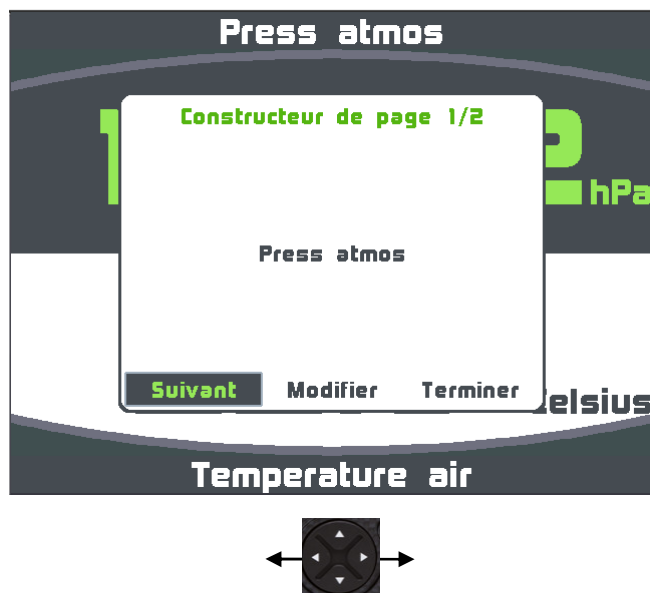 Press atmos
Constructeur de page 1/2
hPa
Press atmos
Suivant Modifier Terminer
Temperature air